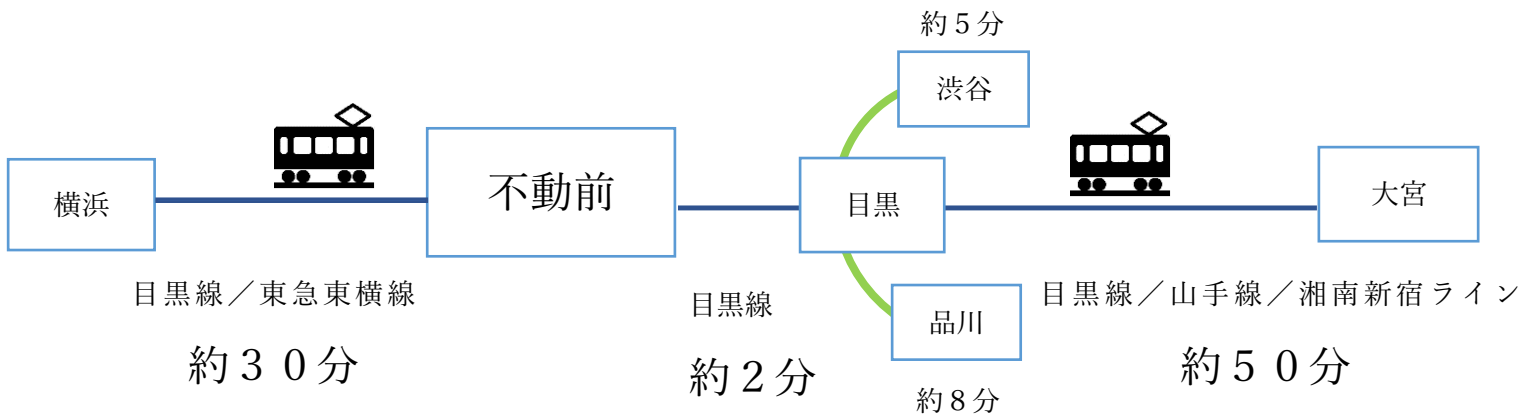 約５分
渋谷
横浜
不動前
目黒
大宮
目黒線／東急東横線
約３０分
目黒線
約２分
品川
約８分
目黒線／山手線／湘南新宿ライン
約５０分